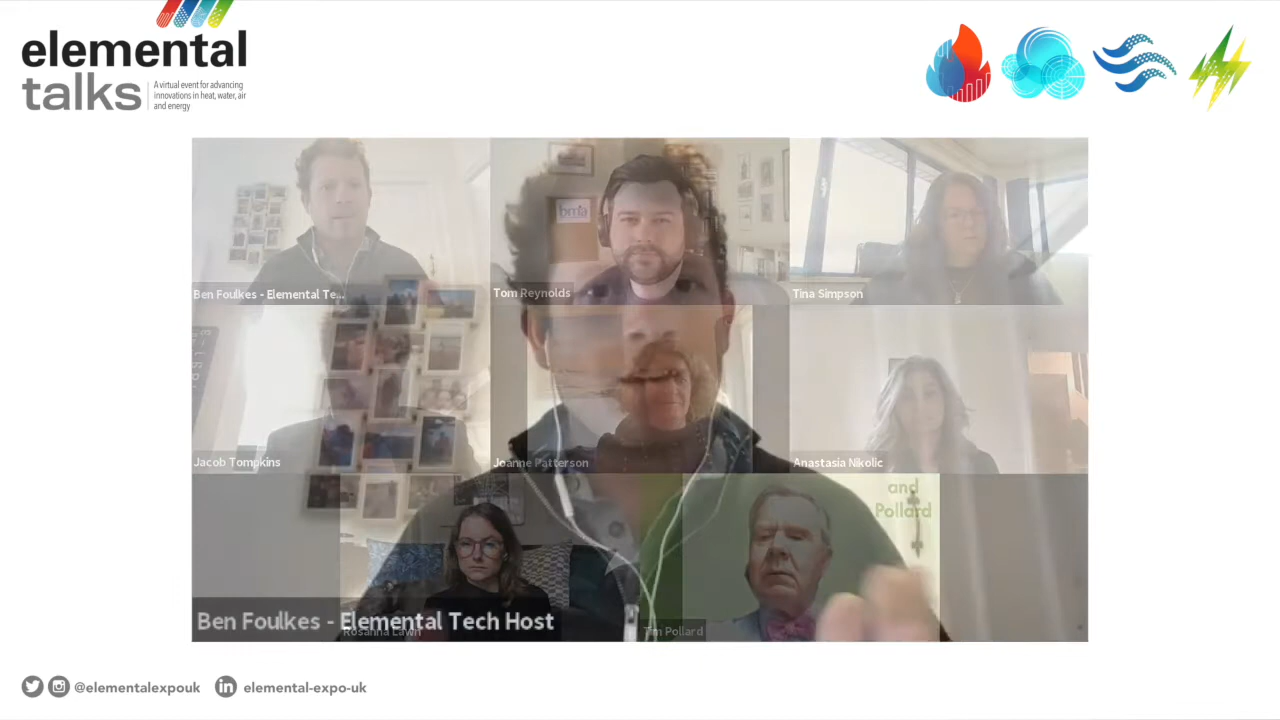 elemental
talks
A virtual event for advancing
innovations in heat, water, air
and energy
bma
Ben Foulkes - Elemental Te...
Tom Reynolds
Tina Simpson
Jacob Tompkins
Joanne Patterson
Anastasia Nikolic
and
Pollard
Ben Foulkes - Elemental Tech Host
Rosanna Lawn
Tim Pollard
@elementalexpouk
elemental-expo-uk